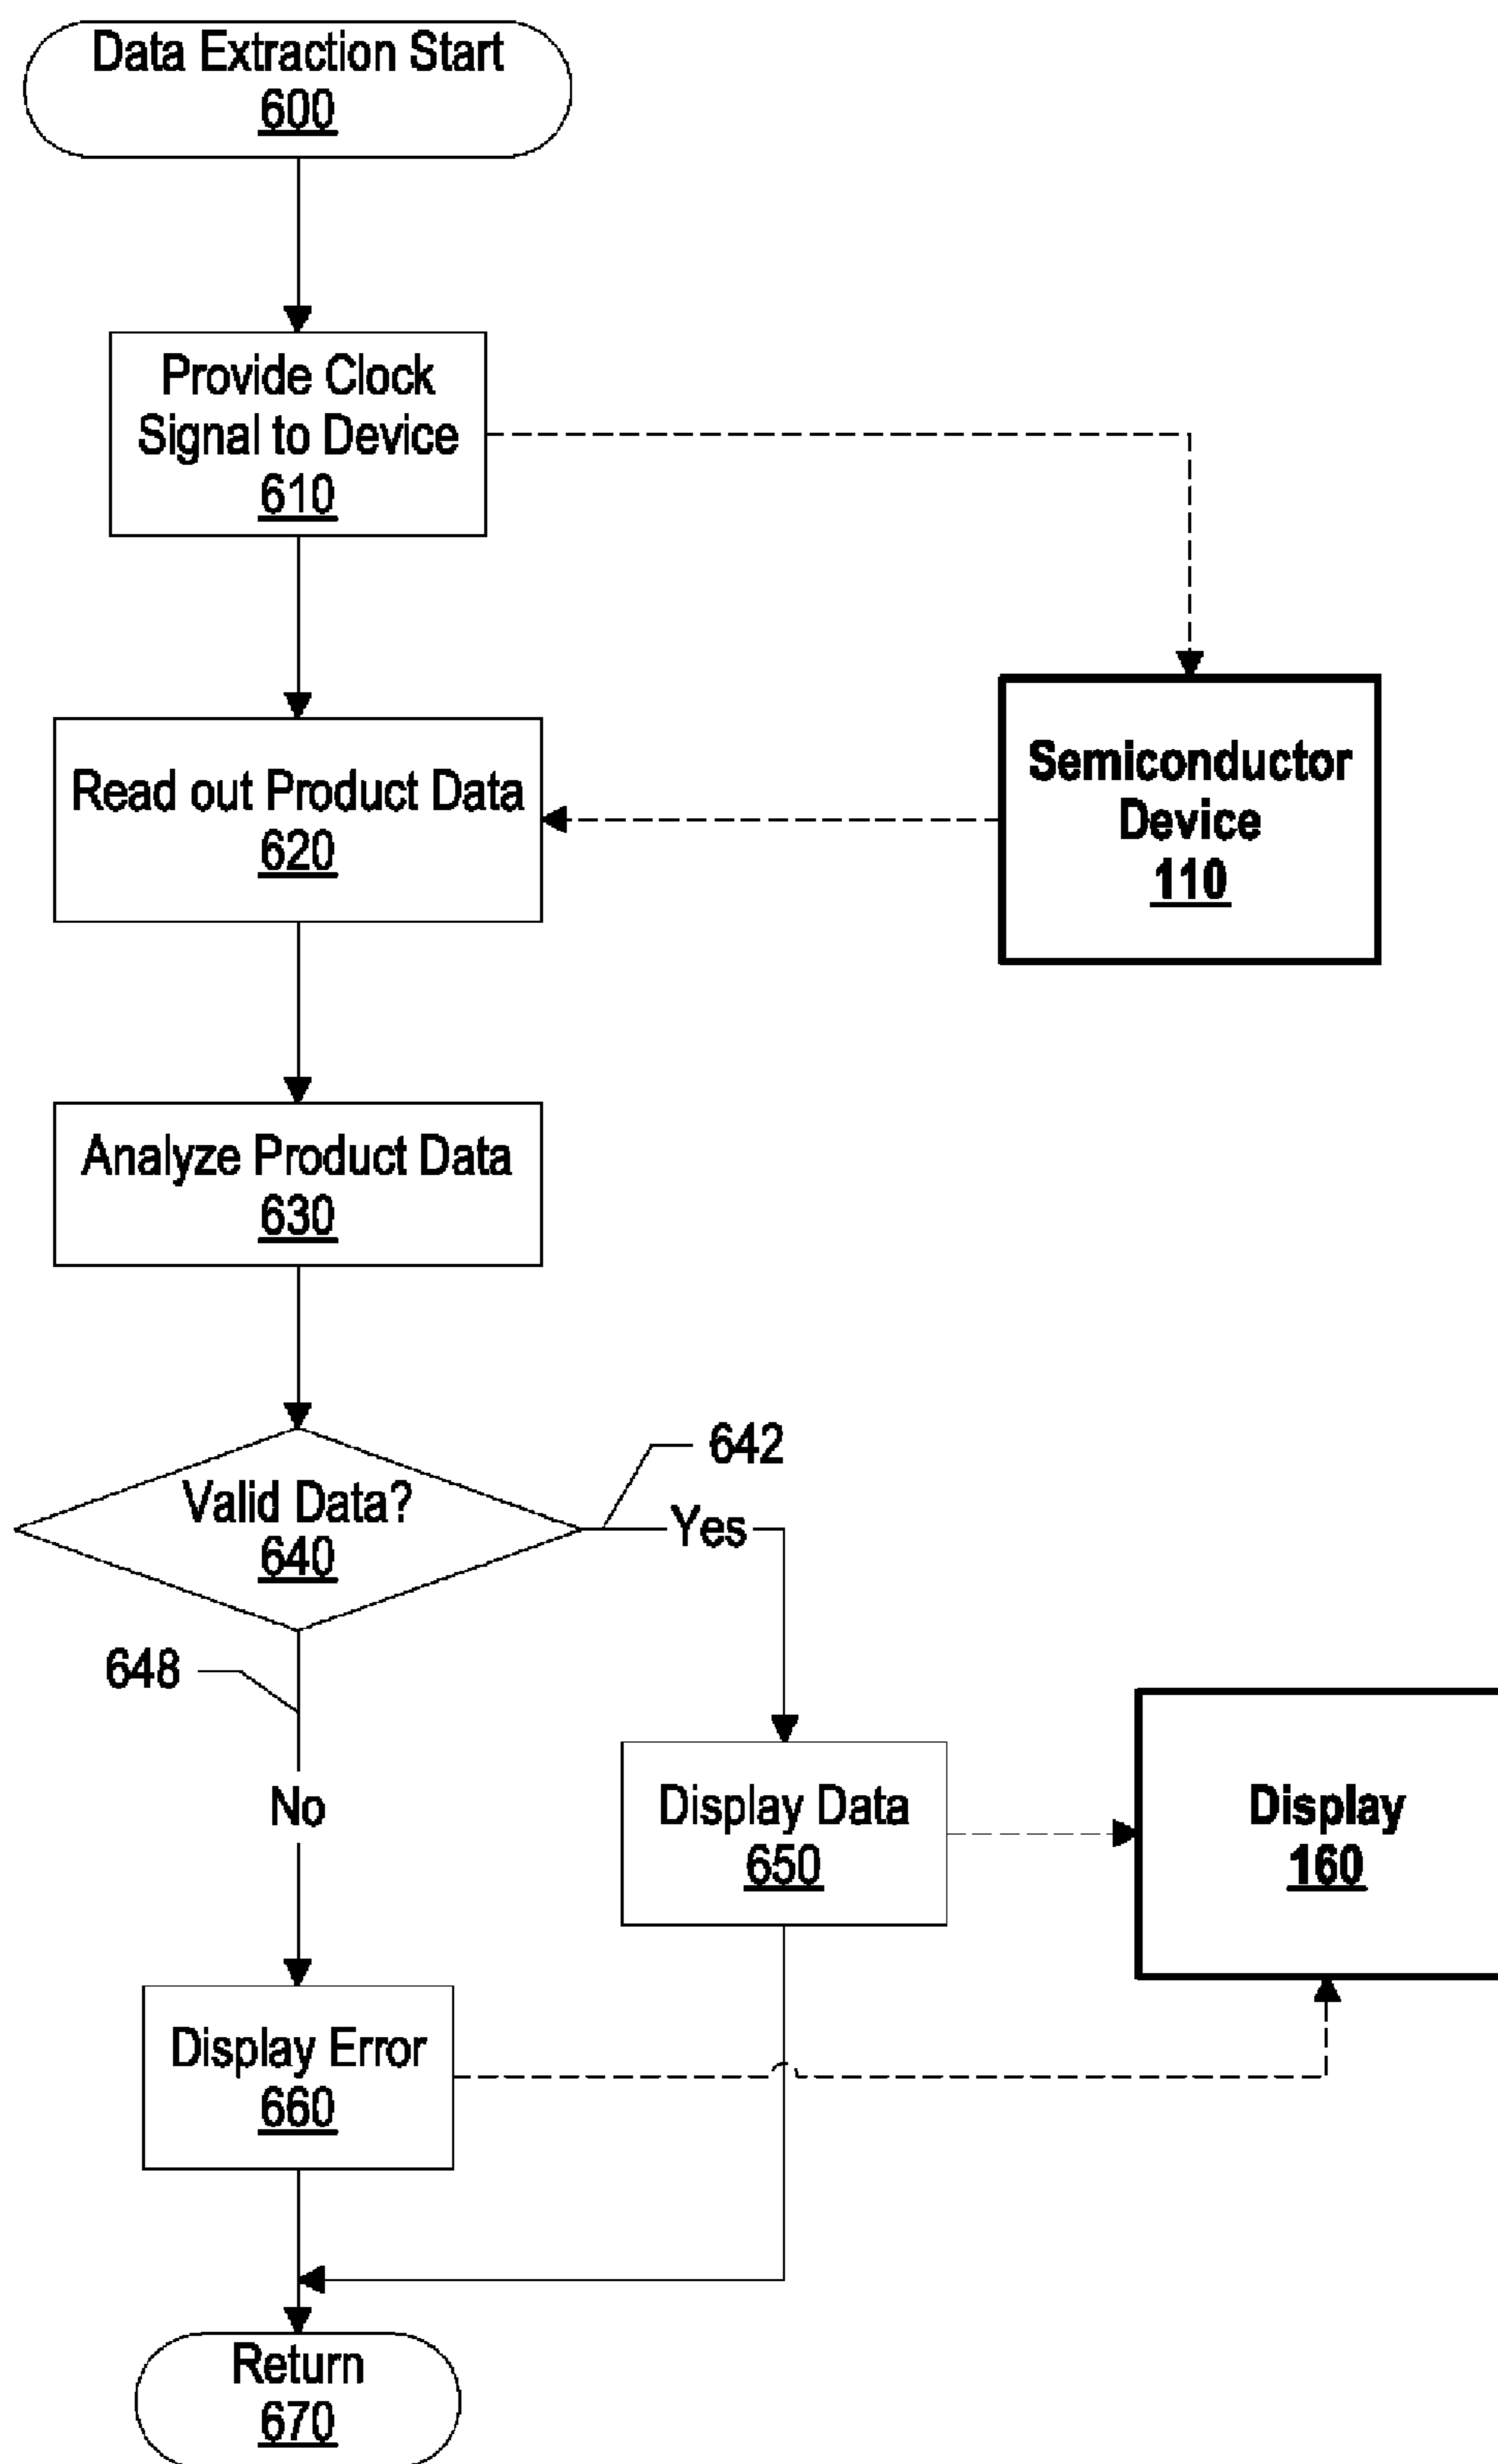 Data Extraction Start
600
Provide Clock
Signal to Device
610
Read out Product Data
620
Semiconductor
Device
110
Analyze Product Data
630
Valid Data?
640
642
Yes
648
No
Display Data
650
Display
160
Display Error
660
Return
670